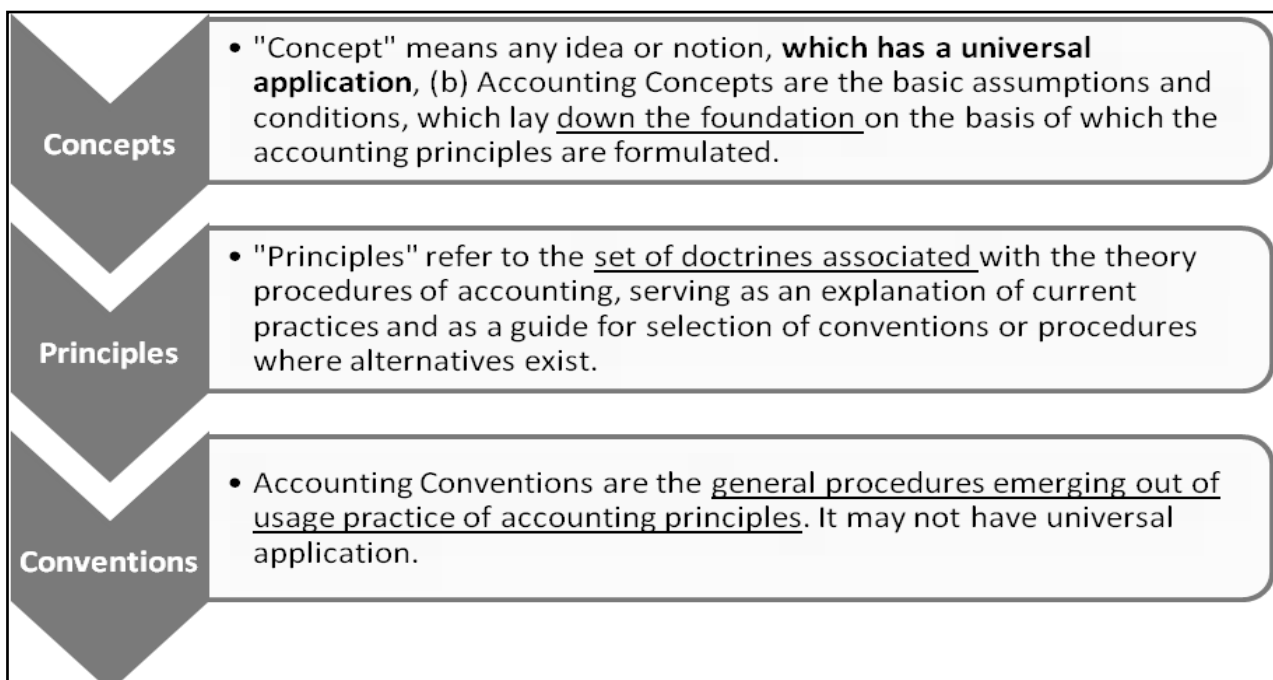 Concepts
• "Concept" means any idea or notion, which has a universal
application, (b) Accounting Concepts are the basic assumptions and
conditions, which lay down the foundation on the basis of which the
accounting principles are formulated.
Principles
• "Principles" refer to the set of doctrines associated with the theory
procedures of accounting, serving as an explanation of current
practices and as a guide for selection of conventions or procedures
where alternatives exist.
Conventions
• Accounting Conventions are the general procedures emerging out of
usage practice of accounting principles. It may not have universal
application.